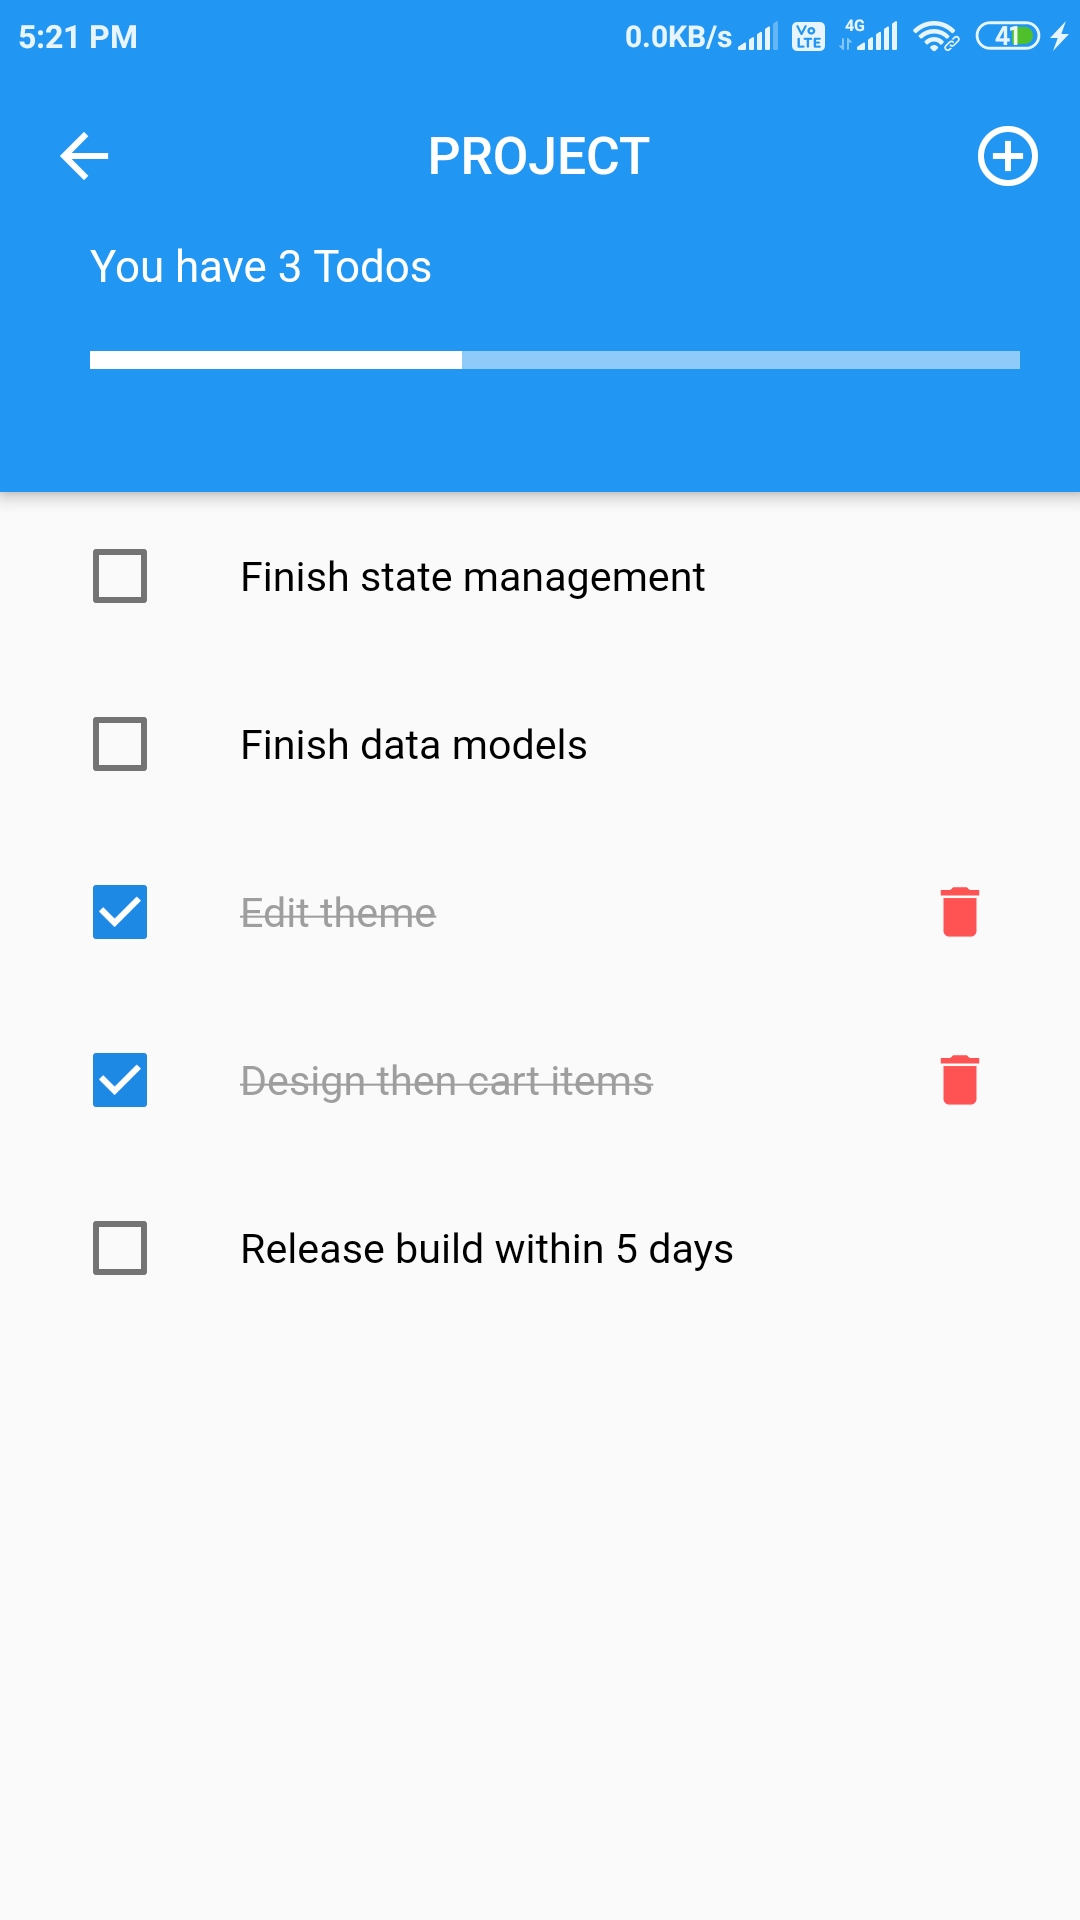 5:21 PM 0.0KB/s Vo LTE 4G 41
PROJECT
You have 3 Todos
Finish state management
Finish data models
Edit theme
Design then cart items
Release build within 5 days